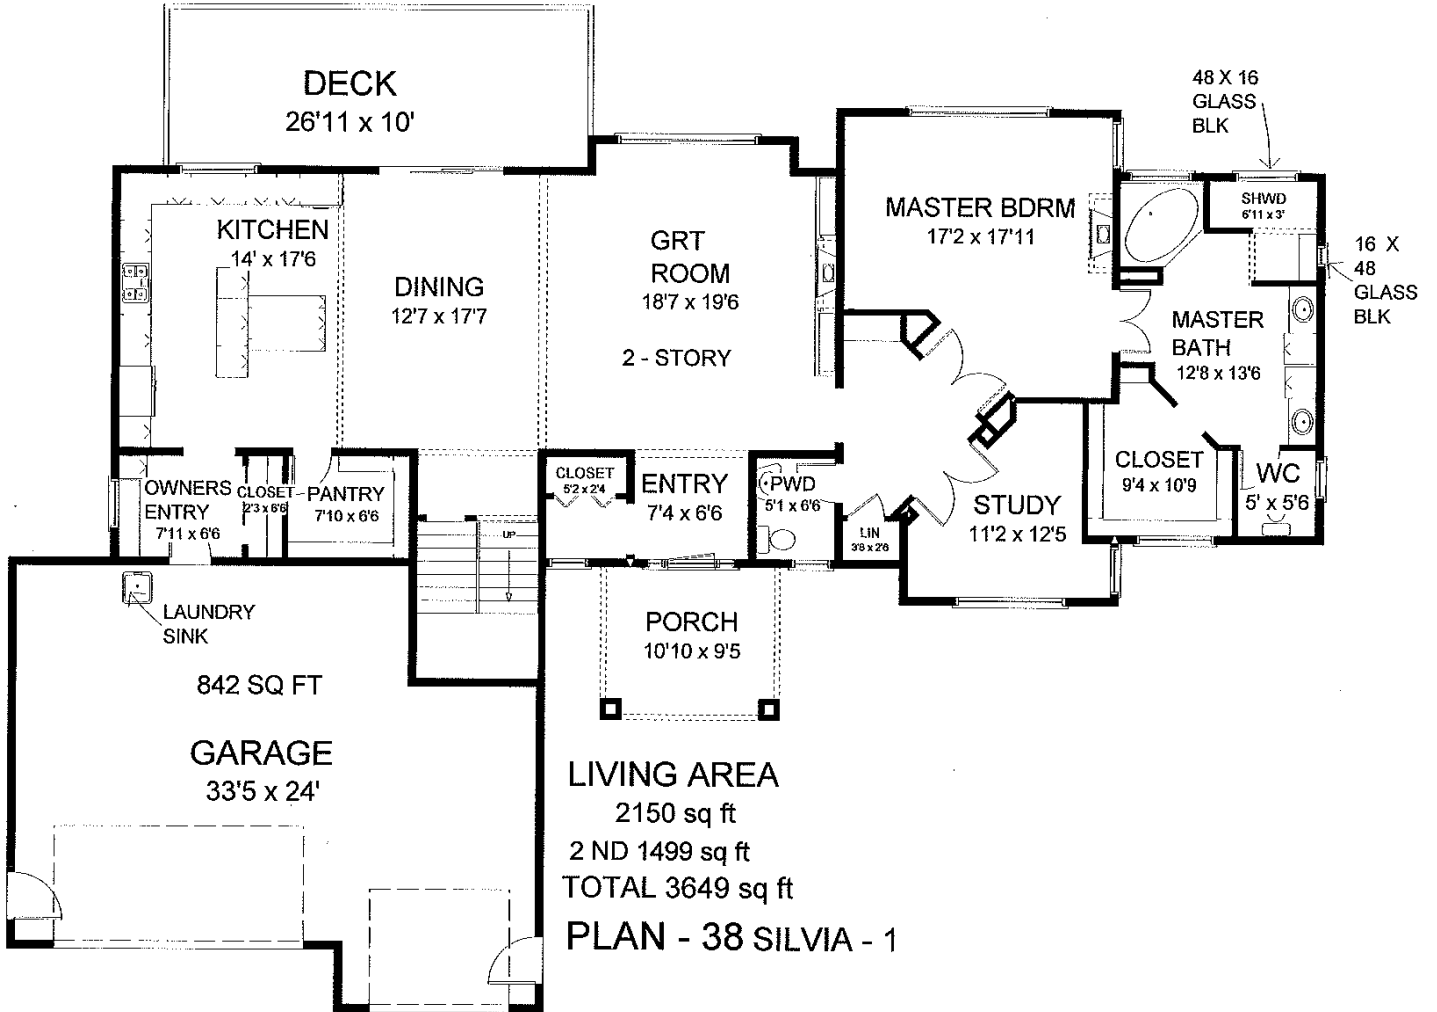 DECK
26'11 x 10'
48 X 16
GLASS
BLK
KITCHEN
14' x 17'6
DINING
12'7 x 17'7
GRT
ROOM
18'7 x 19'6
2 - STORY
MASTER BDRM
17'2 x 17'11
SHWD
6'11 x 3'
16 X
48
GLASS
BLK
MASTER
BATH
12'8 x 13'6
OWNERS
ENTRY
7'11 x 6'6
CLOSET
2'3 x 6'6
PANTRY
7'10 x 6'6
UP
CLOSET
5'2 x 2'4
ENTRY
7'4 x 6'6
PWD
5'1 x 6'6
LIN
3'8 x 2'6
STUDY
11'2 x 12'5
CLOSET
9'4 x 10'9
WC
5' x 5'6
LAUNDRY
SINK
842 SQ FT
GARAGE
33'5 x 24'
PORCH
10'10 x 9'5
LIVING AREA
2150 sq ft
2 ND 1499 sq ft
TOTAL 3649 sq ft
PLAN - 38 SILVIA - 1